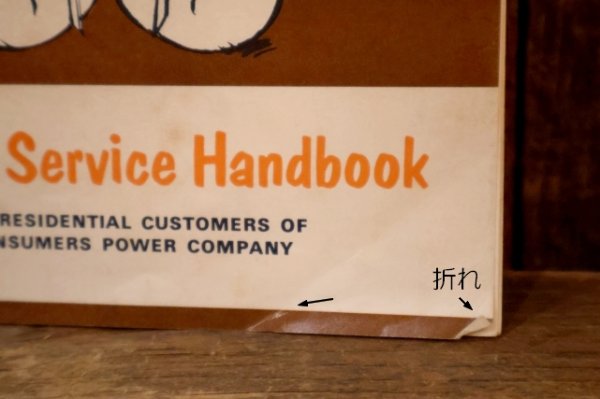 Service Handbook
RESIDENTIAL CUSTOMERS OF
NSUMERS POWER COMPANY
折れ